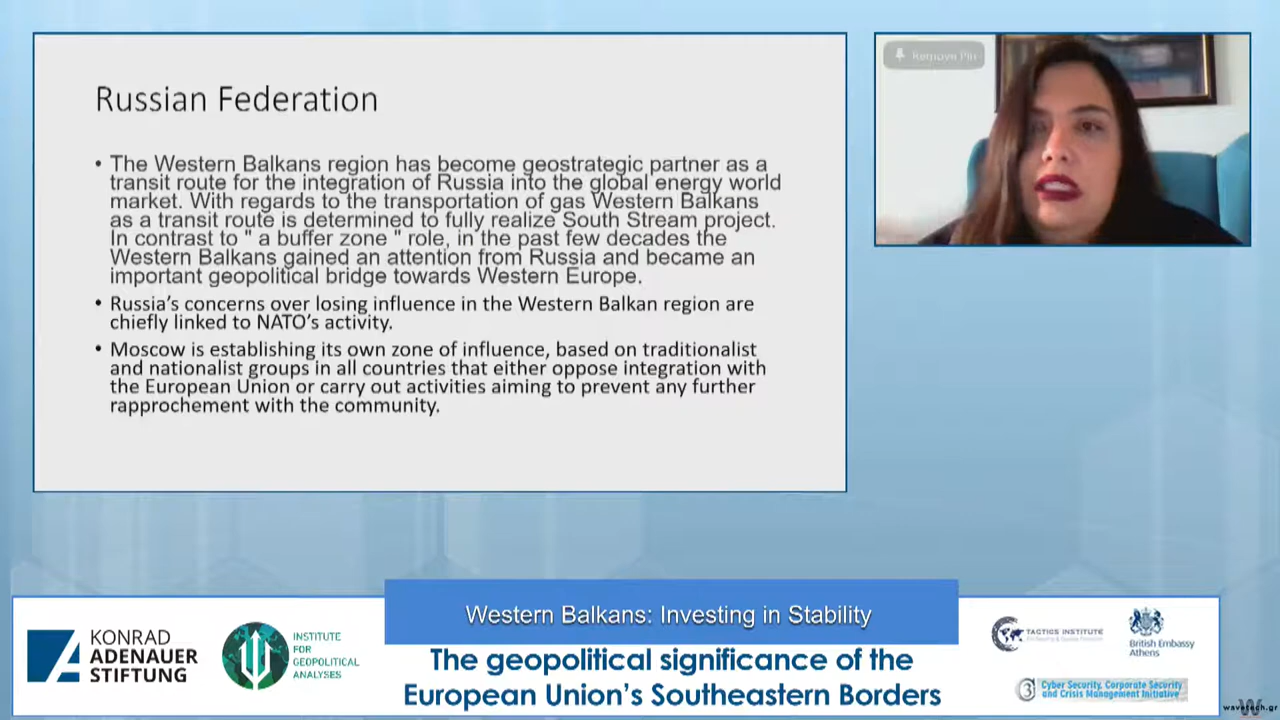 Russian Federation
• The Western Balkans region has become geostrategic partner as a
transit route for the integration of Russia into the global energy world
market. With regards to the transportation of gas Western Balkans
as a transit route is determined to fully realize South Stream project.
In contrast to " a buffer zone " role, in the past few decades the
Western Balkans gained an attention from Russia and became an
important geopolitical bridge towards Western Europe.
• Russia's concerns over losing influence in the Western Balkan region are
chiefly linked to NATO's activity.
• Moscow is establishing its own zone of influence, based on traditionalist
and nationalist groups in all countries that either oppose integration with
the European Union or carry out activities aiming to prevent any further
rapprochement with the community.
Remove Pin
Western Balkans: Investing in Stability
The geopolitical significance of the
European Union's Southeastern Borders
KONRAD
ADENAUER
STIFTUNG
INSTITUTE
FOR
GEOPOLITICAL
ANALYSES
TACTICS INSTITUTE
British Embassy
Athens
3
Cyber Security, Corporate Security
and Crisis Management Initiative
W
wavetech.gr